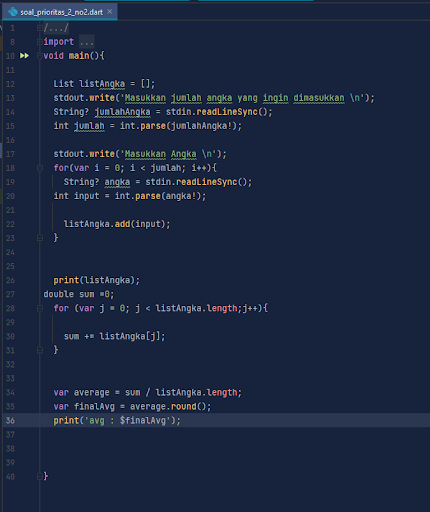 soal_prioritas_2_no2.dart ×
1 /.../
8 import ...
10 void main(){
11
12 List listAngka = [];
13 stdout.write('Masukkan jumlah angka yang ingin dimasukkan \n');
14 String? jumlahAngka = stdin.readLineSync();
15 int jumlah = int.parse(jumlahAngka!);
16
17 stdout.write('Masukan Angka \n');
18 for(var i = 0; i < jumlah; i++){
19 String? angka = stdin.readLineSync();
20 int input = int.parse(angka!);
21
22 listAngka.add(input);
23 }
24
25
26 print(listAngka);
27 double sum =0;
28 for (var j = 0; j < listAngka.length;j++){
29
30 sum += listAngka[j];
31 }
32
33
34 var average = sum / listAngka.length;
35 var finalAvg = average.round();
36 print('avg : $finalAvg');
37
38
39
40 }